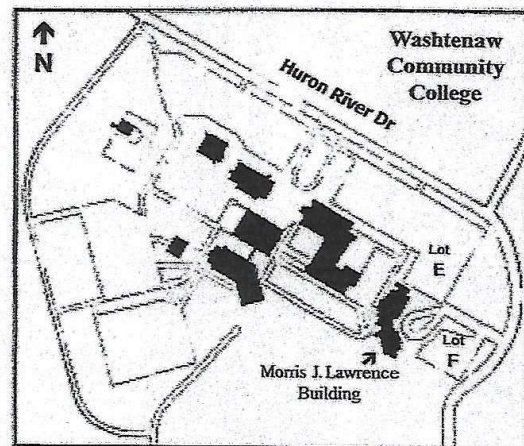 N
Washtenaw
Community
College
Huron River Dr
Lot
E
Lot
F
Morris J. Lawrence
Building